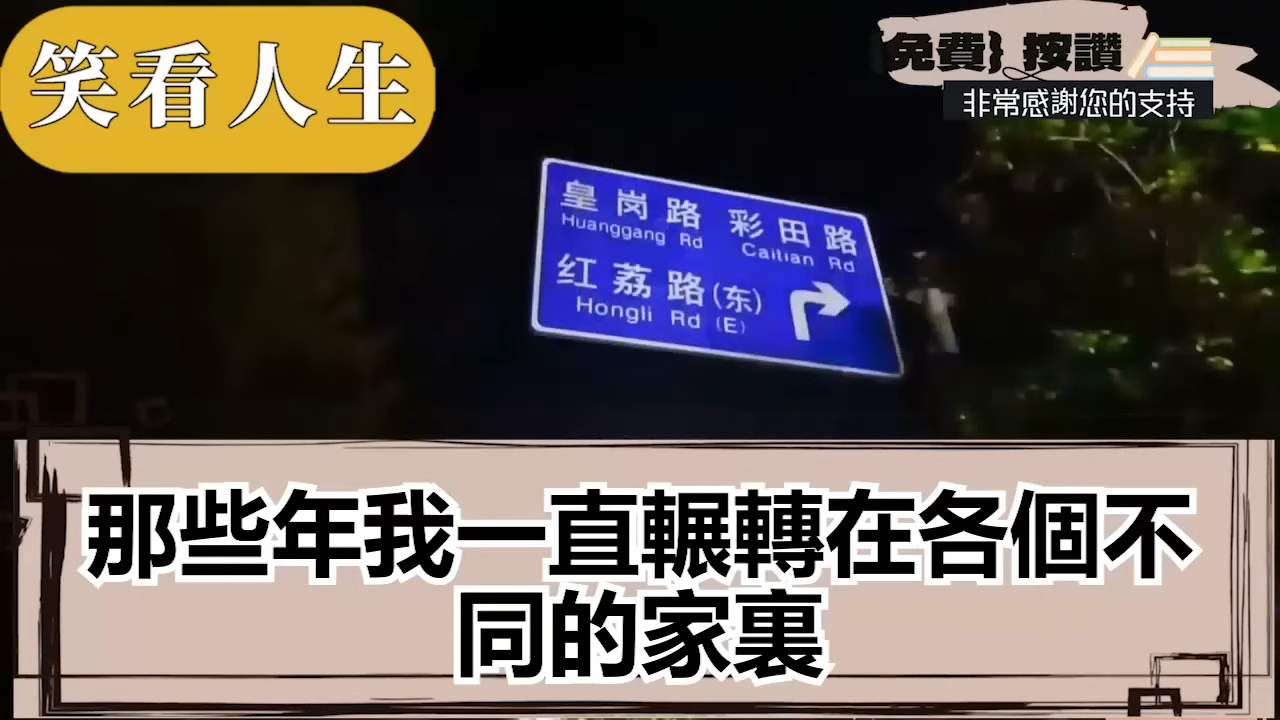 笑看人生
免費} 按讚
非常感謝您的支持
皇岗路 彩田路
Huanggang Rd Caitian Rd
红荔路(东)
Hongli Rd (E)
那些年我一直輾轉在各個不
同的家裏